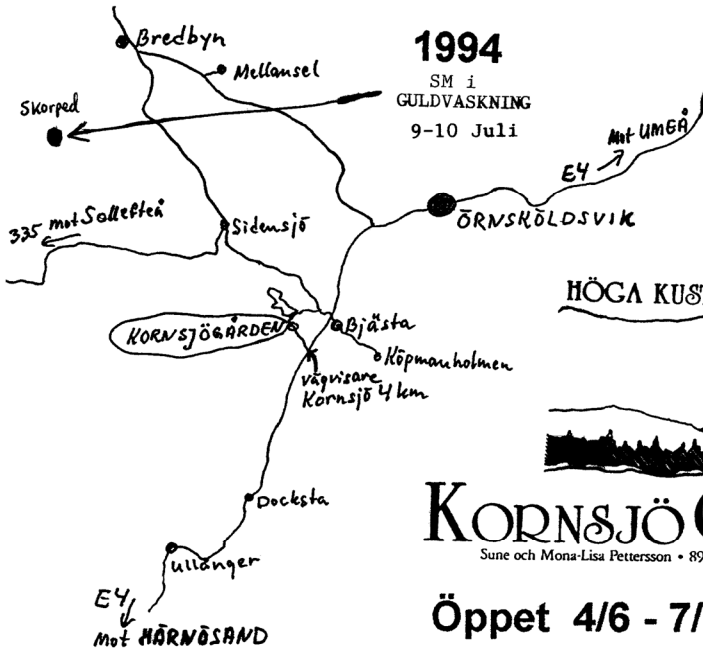 Bredbyn
1994
SM i
GULDVASKNING
9-10 Juli
Mellansel
Skorped
Mot UMEÅ
E4
ÖRNSKÖLDSVIK
335 mot Sollefteå
Sidensjö
HÖGA KUST
KORNSJÖGÅRDEN
Bjästa
Köpmanholmen
vägvisare
Kornsjö 4 km
Docksta
KORNSJÖ
Sune och Mona-Lisa Pettersson • 89
Ullånger
E4
Mot HÄRNÖSAND
Öppet 4/6 - 7/